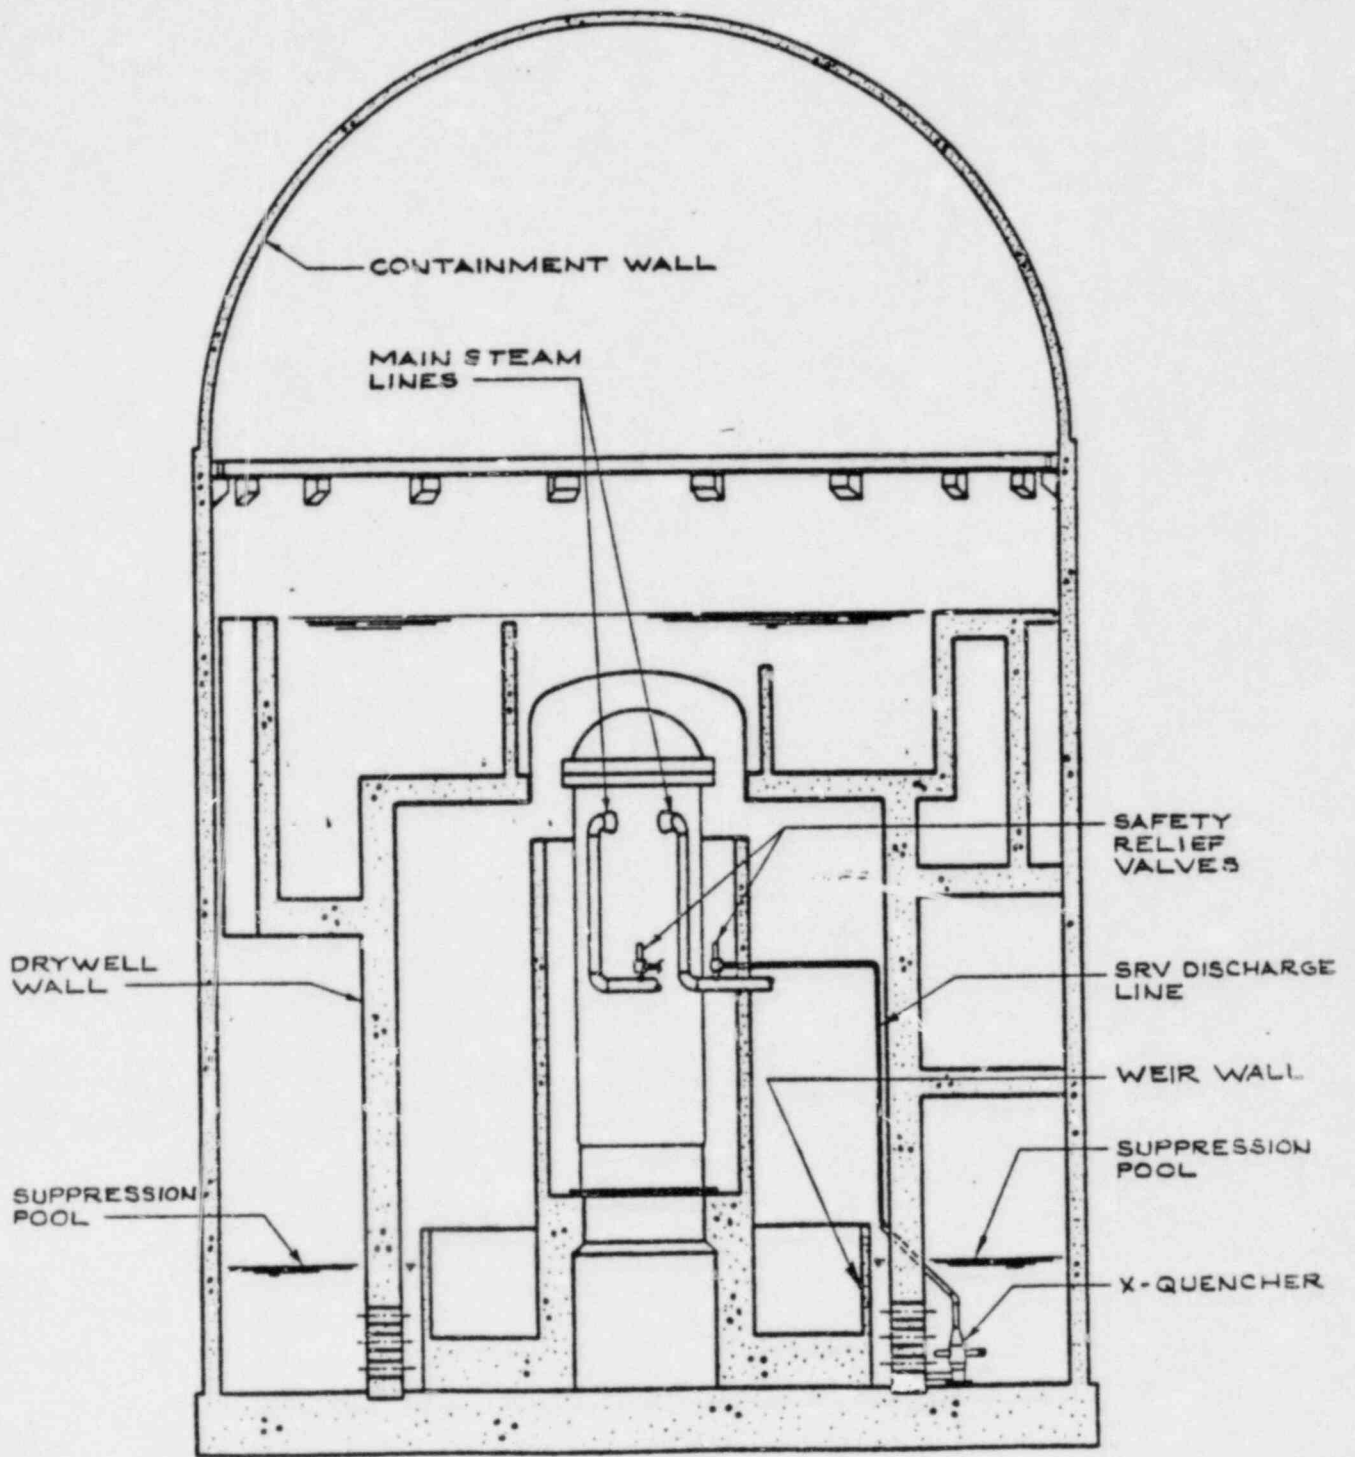 CONTAINMENT WALL
MAIN STEAM
LINES
SAFETY
RELIEF
VALVES
DRYWELL
WALL
SRV DISCHARGE
LINE
WEIR WALL
SUPPRESSION
POOL
SUPPRESSION
POOL
X-QUENCHER